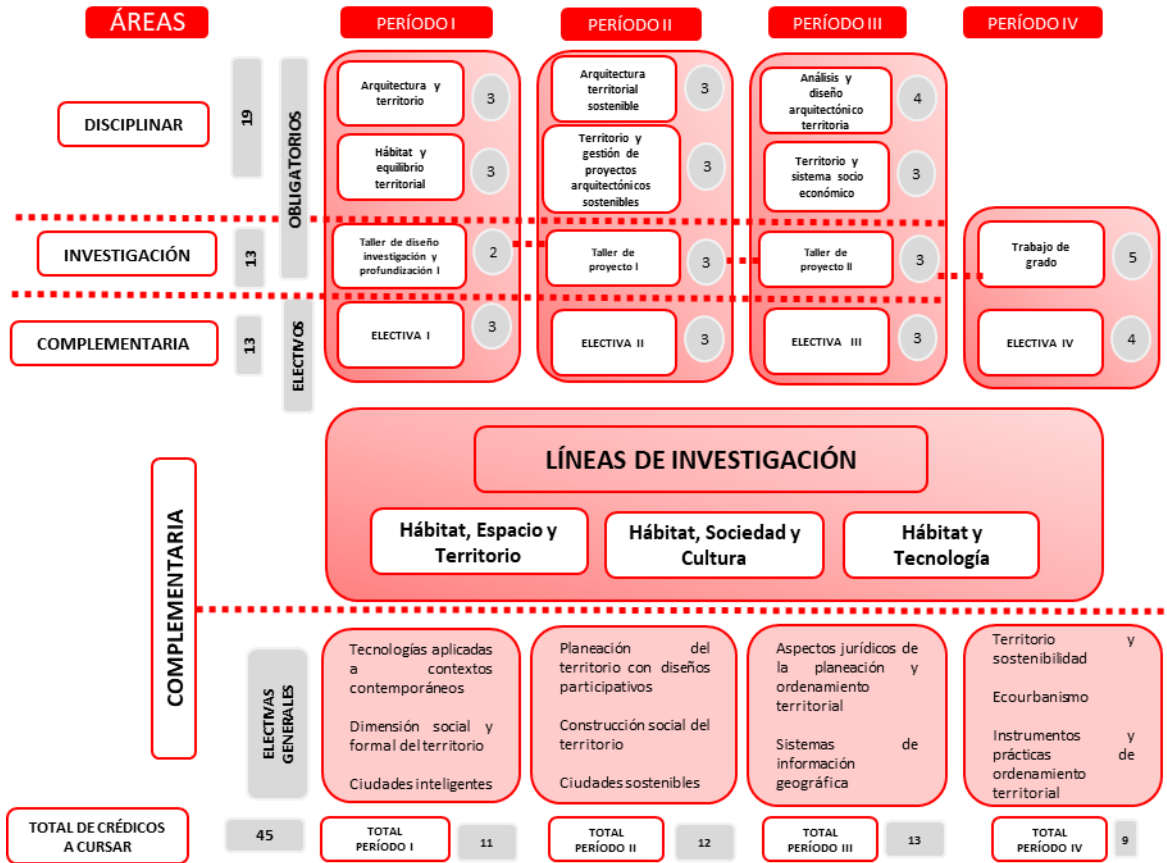 ÁREAS
PERÍODO I
PERÍODO II
PERÍODO III
PERÍODO IV
DISCIPLINAR
19
OBLIGATORIOS
Arquitectura y
territorio
3
Hábitat y
equilibrio
territorial
3
Arquitectura
territorial
sostenible
3
Territorio y
gestión de
proyectos
arquitectónicos
sostenibles
3
Análisis y
diseño
arquitectónico
territoria
4
Territorio y
sistema socio
económico
3
INVESTIGACIÓN
13
Taller de diseño
investigación y
profundización I
2
Taller de
proyecto I
3
Taller de
proyecto II
3
Trabajo de
grado
5
COMPLEMENTARIA
13
ELECTIVOS
ELECTIVA I
3
ELECTIVA II
3
ELECTIVA III
3
ELECTIVA IV
4
COMPLEMENTARIA
LÍNEAS DE INVESTIGACIÓN
Hábitat, Espacio y
Territorio
Hábitat, Sociedad y
Cultura
Hábitat y
Tecnología
ELECTIVAS
GENERALES
Tecnologías aplicadas
a contextos
contemporáneos
Dimensión social y
formal del territorio
Ciudades inteligentes
Planeación del
territorio con diseños
participativos
Construcción social del
territorio
Ciudades sostenibles
Aspectos jurídicos de
la planeación y
ordenamiento
territorial
Sistemas de
información
geográfica
Territorio y
sostenibilidad
Ecourbanismo
Instrumentos y
prácticas de
ordenamiento
territorial
TOTAL DE CRÉDICOS
A CURSAR
45
TOTAL
PERÍODO I
11
TOTAL
PERÍODO II
12
TOTAL
PERÍODO III
13
TOTAL
PERÍODO IV
9